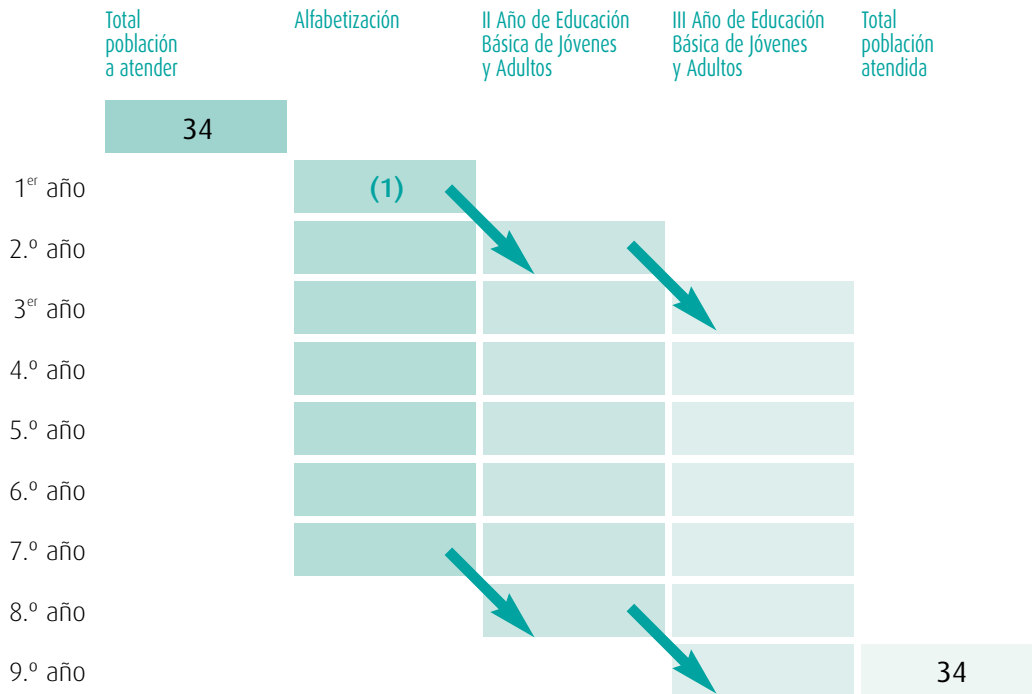 Total
población
a atender
Alfabetización
II Año de Educación
Básica de Jóvenes
y Adultos
III Año de Educación
Básica de Jóvenes
y Adultos
Total
población
atendida
34
1er año
(1)
2.º año
3er año
4.º año
5.º año
6.º año
7.º año
8.º año
9.º año
34